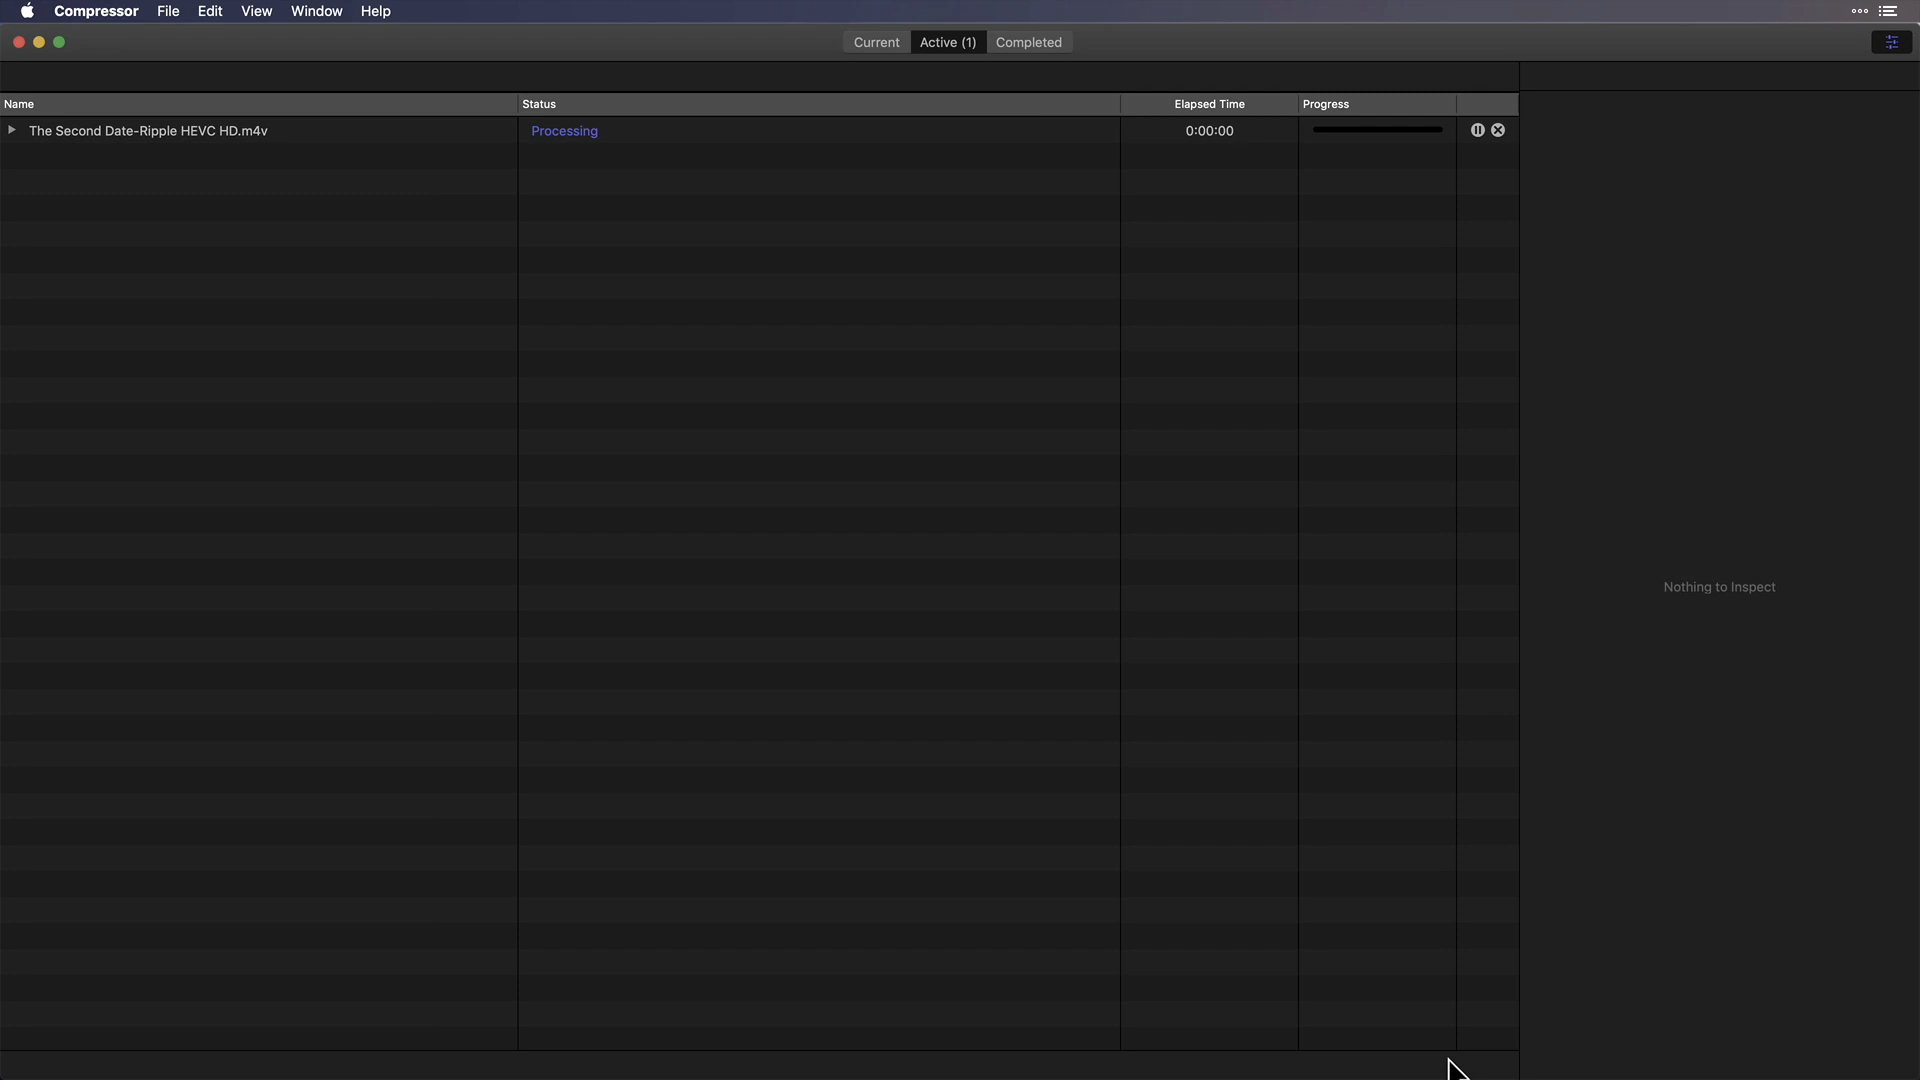 Compressor File Edit View Window Help
Current Active (1) Completed
Name Status Elapsed Time Progress
The Second Date-Ripple HEVC HD.m4v Processing 0:00:00
Nothing to Inspect